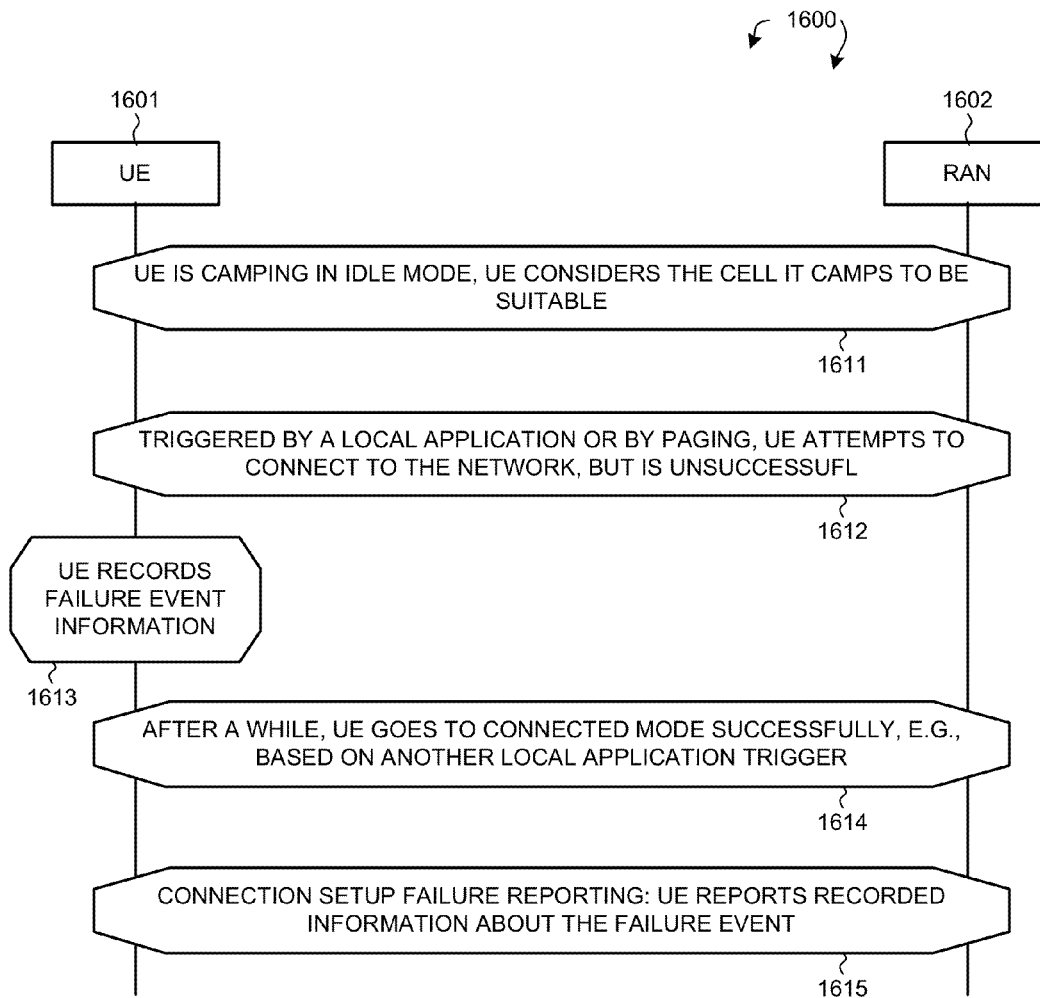 1600
1601
1602
UE
RAN
UE IS CAMPING IN IDLE MODE, UE CONSIDERS THE CELL IT CAMPS TO BE
SUITABLE
1611
TRIGGERED BY A LOCAL APPLICATION OR BY PAGING, UE ATTEMPTS TO
CONNECT TO THE NETWORK, BUT IS UNSUCCESSUFL
1612
UE RECORDS
FAILURE EVENT
INFORMATION
1613
AFTER A WHILE, UE GOES TO CONNECTED MODE SUCCESSFULLY, E.G.,
BASED ON ANOTHER LOCAL APPLICATION TRIGGER
1614
CONNECTION SETUP FAILURE REPORTING: UE REPORTS RECORDED
INFORMATION ABOUT THE FAILURE EVENT
1615